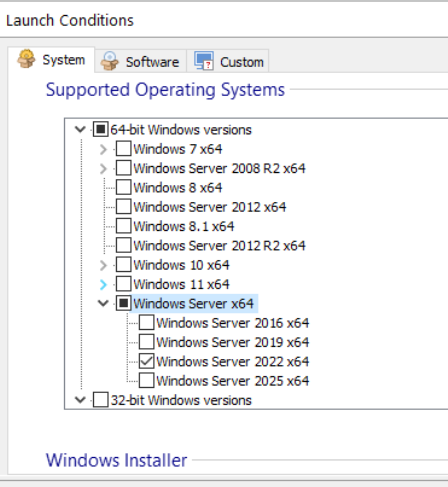 Launch Conditions
System Software Custom
Supported Operating Systems
64-bit Windows versions
Windows 7 x64
Windows Server 2008 R2 x64
Windows 8 x64
Windows Server 2012 x64
Windows 8.1 x64
Windows Server 2012 R2 x64
Windows 10 x64
Windows 11 x64
Windows Server x64
Windows Server 2016 x64
Windows Server 2019 x64
Windows Server 2022 x64
Windows Server 2025 x64
32-bit Windows versions
Windows Installer